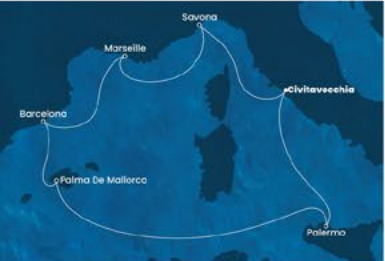 Savona
Marseille
Civitavecchia
Barcelona
Palma De Mallorca
Palermo